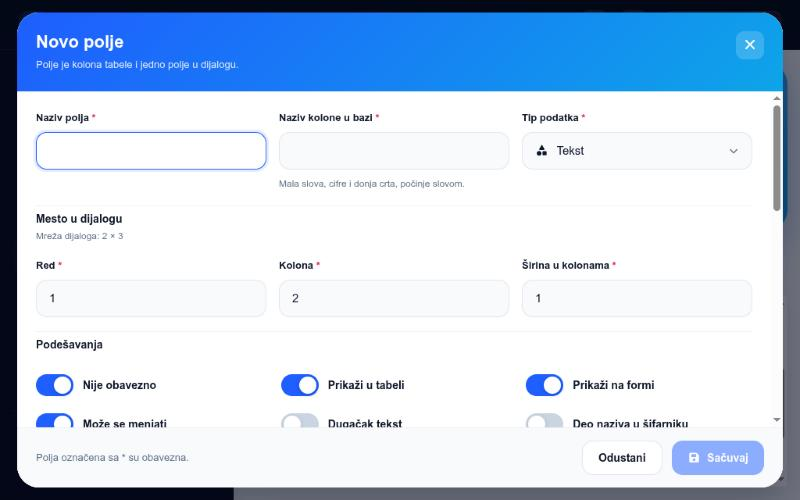 Novo polje
Polje je kolona tabele i jedno polje u dijalogu.
Naziv polja *
Naziv kolone u bazi *
Tip podatka *
Tekst
Mala slova, cifre i donja crta, počinje slovom.
Mesto u dijalogu
Mreža dijaloga: 2 × 3
Red *
Kolona *
Širina u kolonama *
1
2
1
Podešavanja
Nije obavezno
Prikaži u tabeli
Prikaži na formi
Može se menjati
Dugačak tekst
Deo naziva u šifarniku
Polja označena sa * su obavezna.
Odustani
Sačuvaj